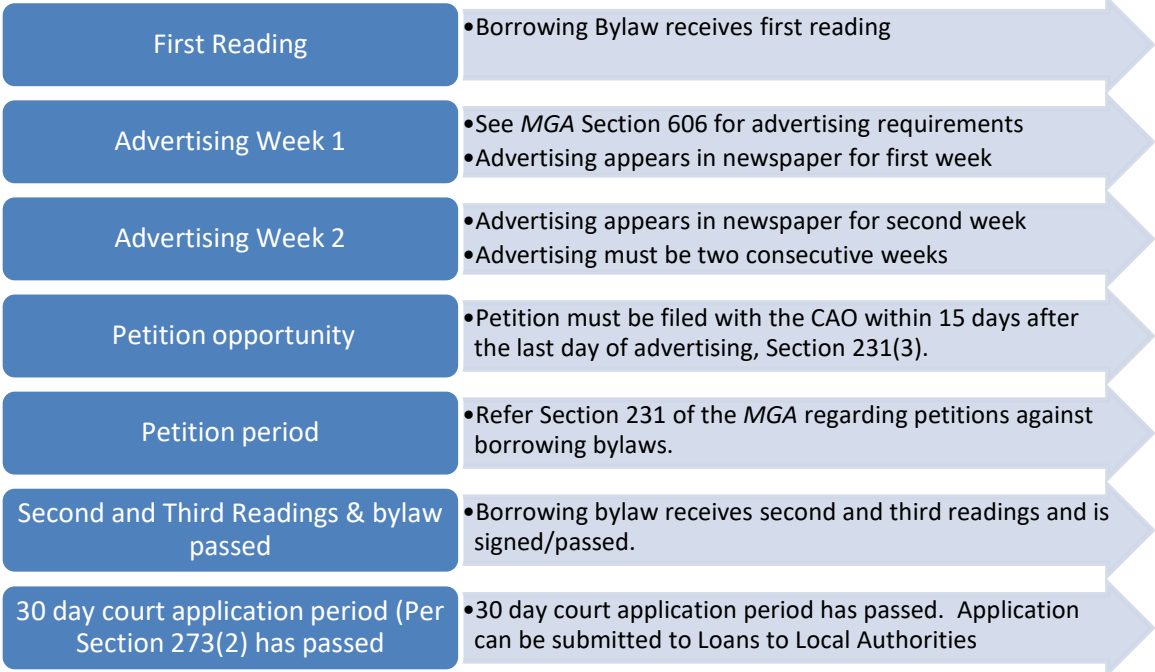 First Reading
•Borrowing Bylaw receives first reading
Advertising Week 1
•See MGA Section 606 for advertising requirements
•Advertising appears in newspaper for first week
Advertising Week 2
•Advertising appears in newspaper for second week
•Advertising must be two consecutive weeks
Petition opportunity
•Petition must be filed with the CAO within 15 days after
the last day of advertising, Section 231(3).
Petition period
•Refer Section 231 of the MGA regarding petitions against
borrowing bylaws.
Second and Third Readings & bylaw
passed
•Borrowing bylaw receives second and third readings and is
signed/passed.
30 day court application period (Per
Section 273(2) has passed
•30 day court application period has passed.  Application
can be submitted to Loans to Local Authorities